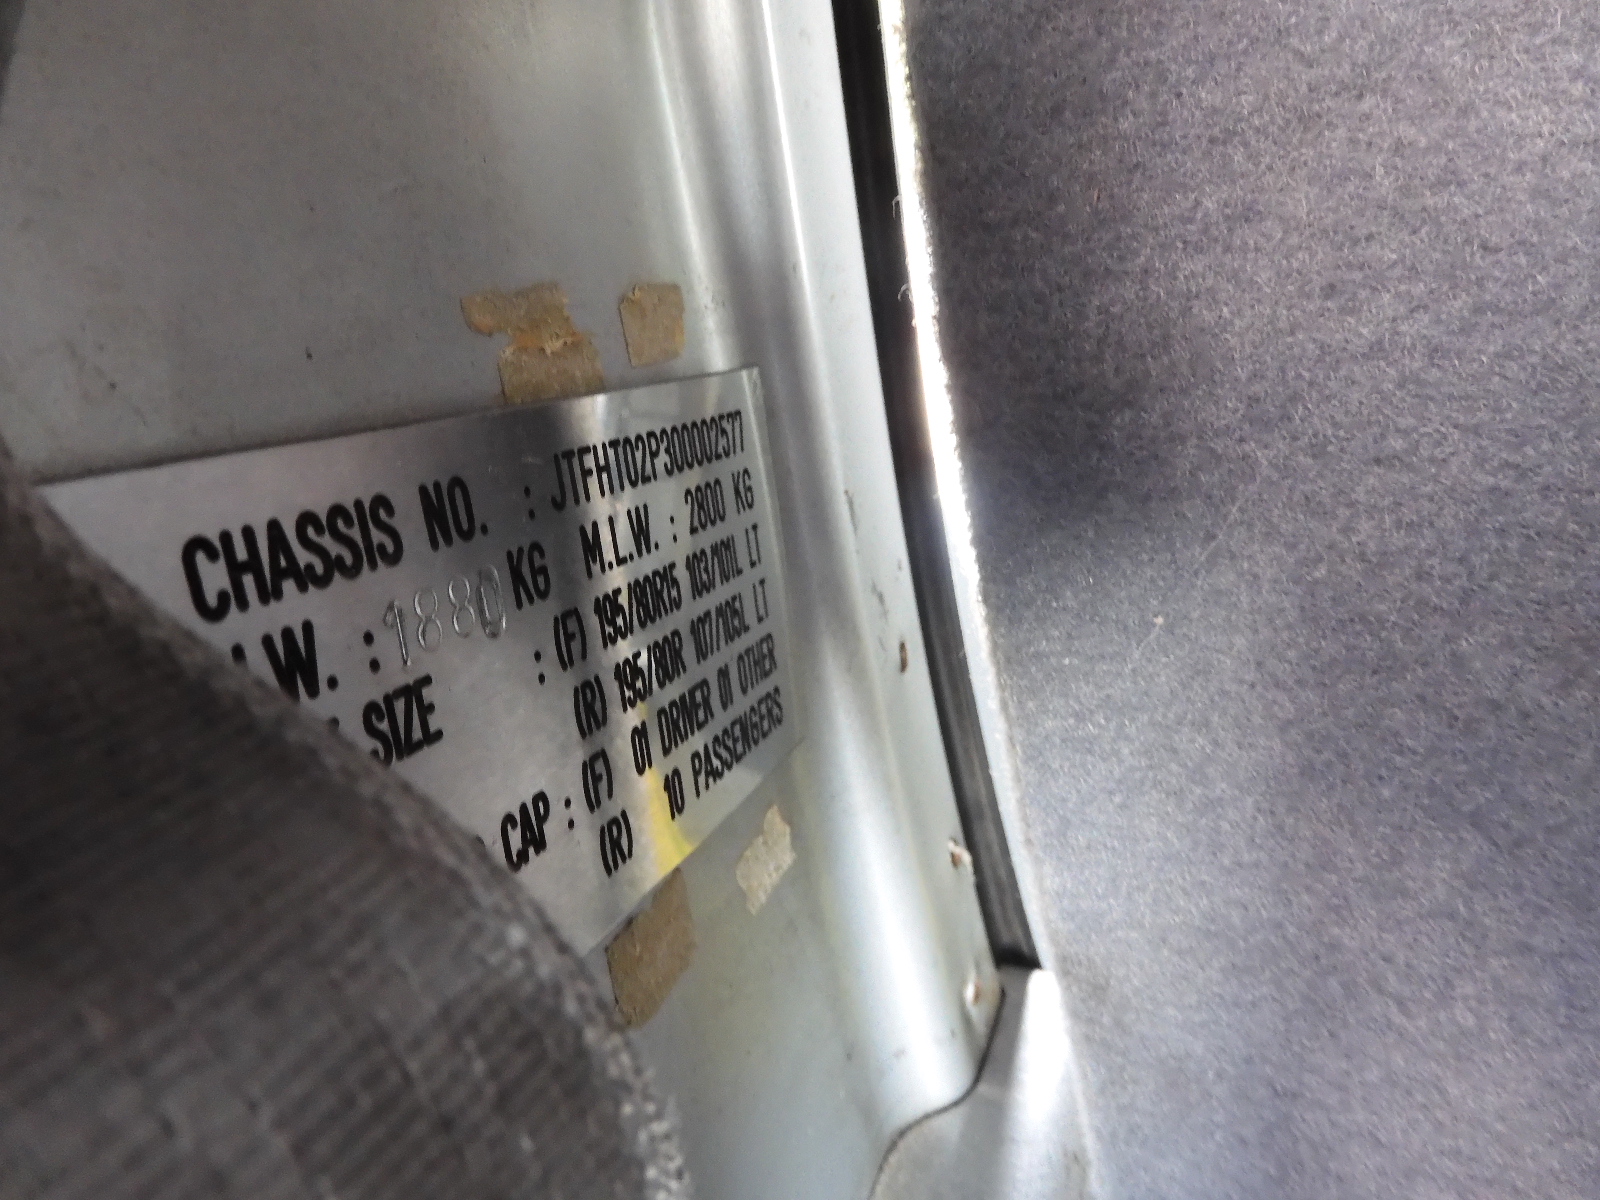 CHASSIS NO. : JTFHT02P300002577
.W. : 1880 KG M.L.W. : 2800 KG
SIZE : (F) 195/80R15 103/101L LT
(R) 195/80R 107/105L LT
CAP : (F) 01 DRIVER 01 OTHER
(R) 10 PASSENGERS